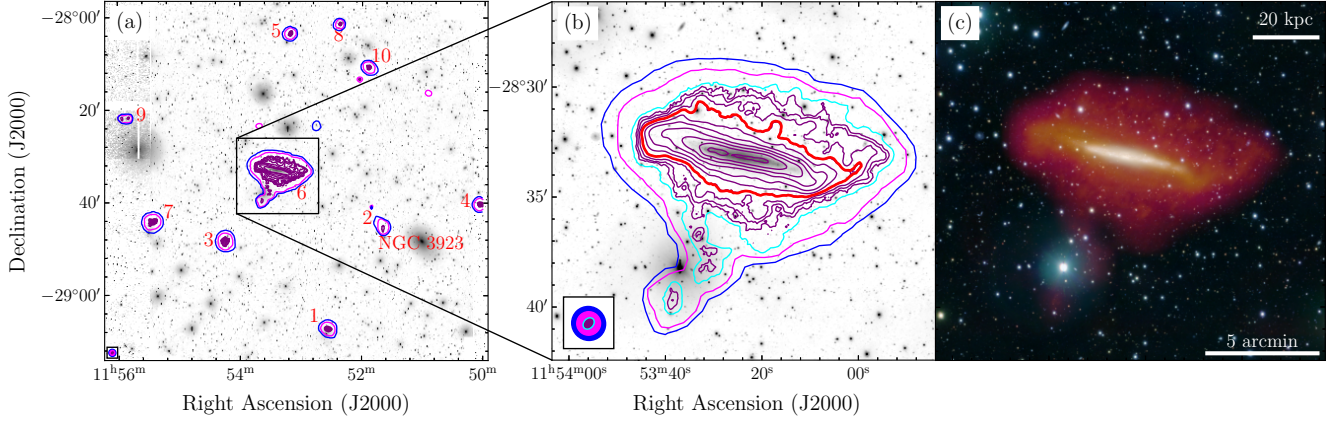 (a)
(b)
(c)
20 kpc
5
8
10
9
6
7
3
2
4
NGC 3923
1
−28°00′
20′
40′
−29°00′
11ʰ56ᵐ
54ᵐ
52ᵐ
50ᵐ
Right Ascension (J2000)
Declination (J2000)
−28°30′
35′
40′
11ʰ54ᵐ00ˢ
53ᵐ40ˢ
20ˢ
00ˢ
Right Ascension (J2000)
5 arcmin